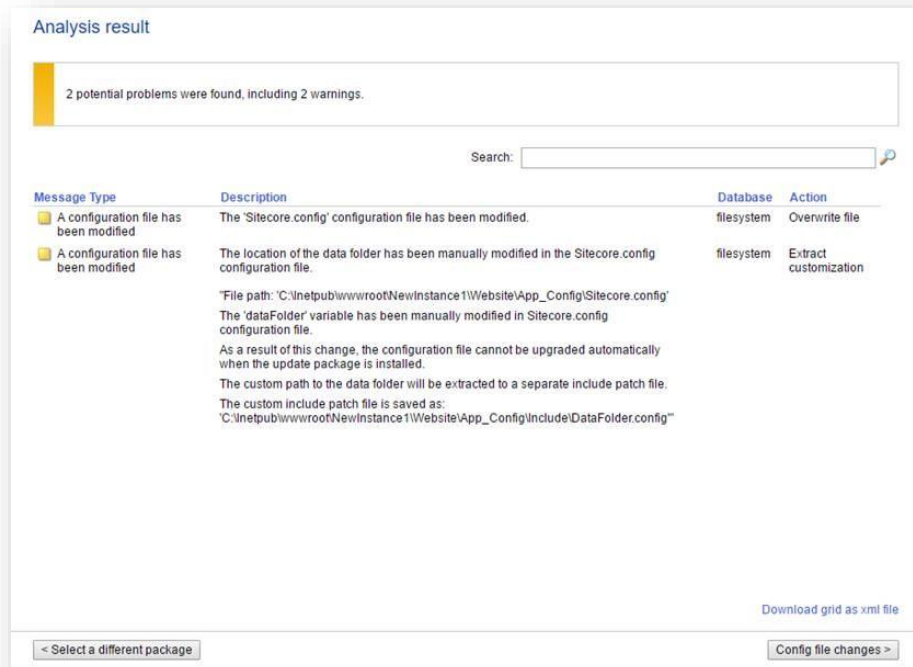 Analysis result
2 potential problems were found, including 2 warnings.
Search:
Message Type Description Database Action
A configuration file has The 'Sitecore.config' configuration file has been modified. filesystem Overwrite file
been modified
A configuration file has The location of the data folder has been manually modified in the Sitecore.config filesystem Extract
been modified configuration file. customization
"File path: 'C:\Inetpub\wwwroot\NewInstance1\Website\App_Config\Sitecore.config'
The 'dataFolder' variable has been manually modified in Sitecore.config
configuration file.
As a result of this change, the configuration file cannot be upgraded automatically
when the update package is installed.
The custom path to the data folder will be extracted to a separate include patch file.
The custom include patch file is saved as:
'C:\Inetpub\wwwroot\NewInstance1\Website\App_Config\Include\DataFolder.config'"
Download grid as xml file
< Select a different package Config file changes >